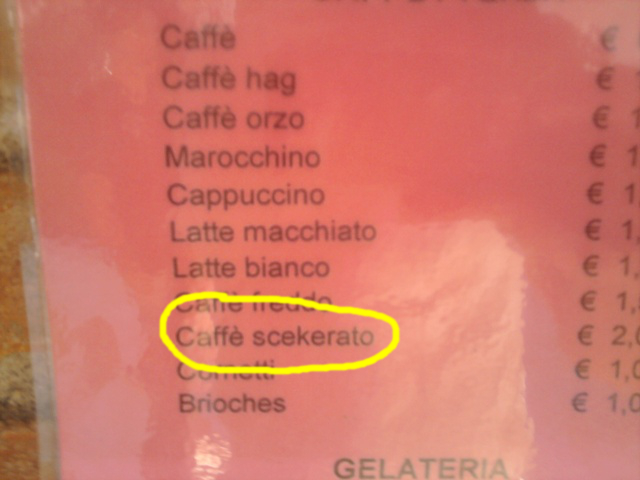 Caffè €
Caffè hag €
Caffè orzo € 1
Marocchino € 1
Cappuccino € 1.
Latte macchiato € 1,
Latte bianco € 1,
Caffè freddo € 1,
Caffè scekerato € 2,0
Cornetti € 1,0
Brioches € 1,0
GELATERIA